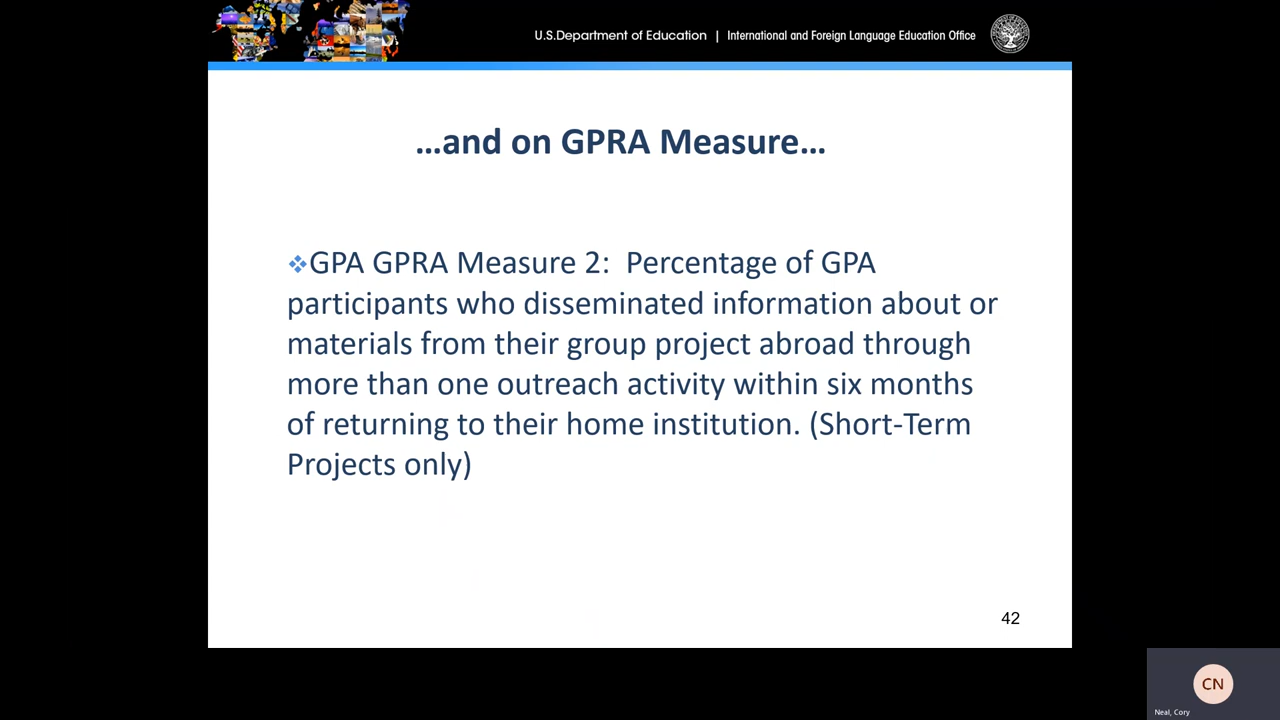 U.S.Department of Education | International and Foreign Language Education Office
…and on GPRA Measure…
❖GPA GPRA Measure 2: Percentage of GPA
participants who disseminated information about or
materials from their group project abroad through
more than one outreach activity within six months
of returning to their home institution. (Short-Term
Projects only)
42
CN
Neal, Cory